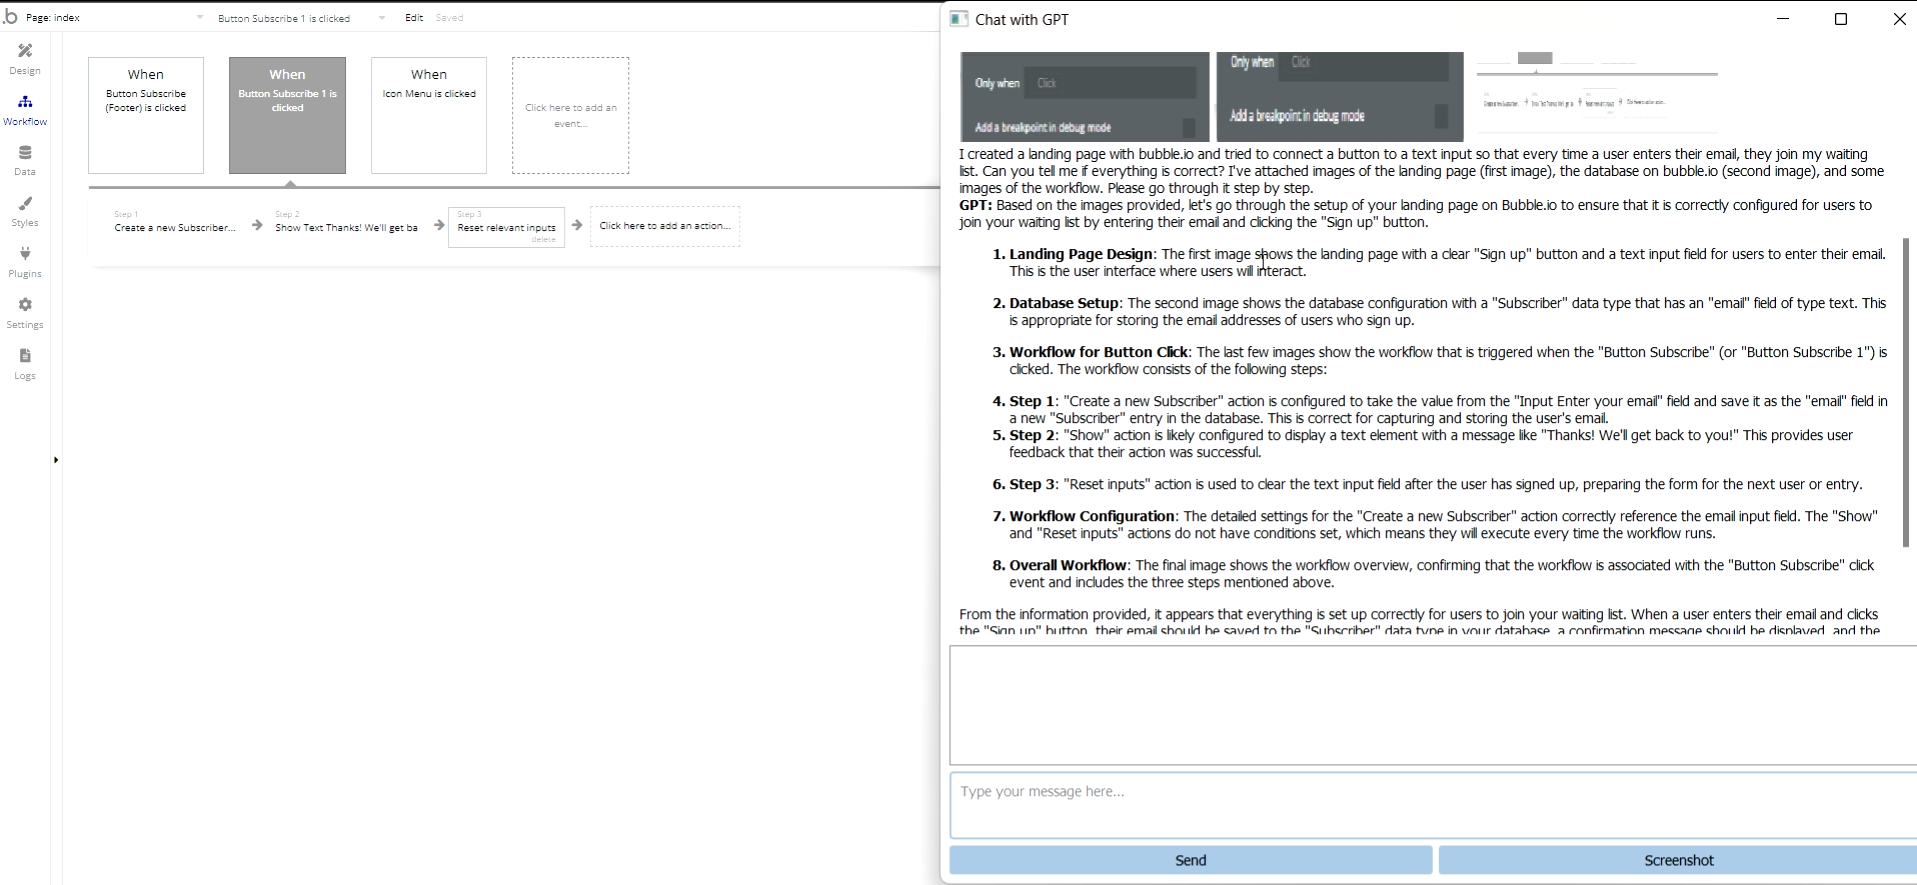 Page: index
Button Subscribe 1 is clicked
Edit
Saved
Design
Workflow
Data
Styles
Plugins
Settings
Logs
When
Button Subscribe
(Footer) is clicked
When
Button Subscribe 1 is
clicked
When
Icon Menu is clicked
Click here to add an
event...
Step 1
Create a new Subscriber...
Step 2
Show Text Thanks! We'll get ba
Step 3
Reset relevant inputs
delete
Click here to add an action...
Chat with GPT
Only when
Click
Add a breakpoint in debug mode
Only when
Click
Add a breakpoint in debug mode
I created a landing page with bubble.io and tried to connect a button to a text input so that every time a user enters their email, they join my waiting
list. Can you tell me if everything is correct? I've attached images of the landing page (first image), the database on bubble.io (second image), and some
images of the workflow. Please go through it step by step.
GPT: Based on the images provided, let's go through the setup of your landing page on Bubble.io to ensure that it is correctly configured for users to
join your waiting list by entering their email and clicking the "Sign up" button.
1. Landing Page Design: The first image shows the landing page with a clear "Sign up" button and a text input field for users to enter their email.
This is the user interface where users will interact.
2. Database Setup: The second image shows the database configuration with a "Subscriber" data type that has an "email" field of type text. This
is appropriate for storing the email addresses of users who sign up.
3. Workflow for Button Click: The last few images show the workflow that is triggered when the "Button Subscribe" (or "Button Subscribe 1") is
clicked. The workflow consists of the following steps:
4. Step 1: "Create a new Subscriber" action is configured to take the value from the "Input Enter your email" field and save it as the "email" field in
a new "Subscriber" entry in the database. This is correct for capturing and storing the user's email.
5. Step 2: "Show" action is likely configured to display a text element with a message like "Thanks! We'll get back to you!" This provides user
feedback that their action was successful.
6. Step 3: "Reset inputs" action is used to clear the text input field after the user has signed up, preparing the form for the next user or entry.
7. Workflow Configuration: The detailed settings for the "Create a new Subscriber" action correctly reference the email input field. The "Show"
and "Reset inputs" actions do not have conditions set, which means they will execute every time the workflow runs.
8. Overall Workflow: The final image shows the workflow overview, confirming that the workflow is associated with the "Button Subscribe" click
event and includes the three steps mentioned above.
From the information provided, it appears that everything is set up correctly for users to join your waiting list. When a user enters their email and clicks
the "Sign up" button, their email should be saved to the "Subscriber" data type in your database, a confirmation message should be displayed, and the
Type your message here...
Send
Screenshot